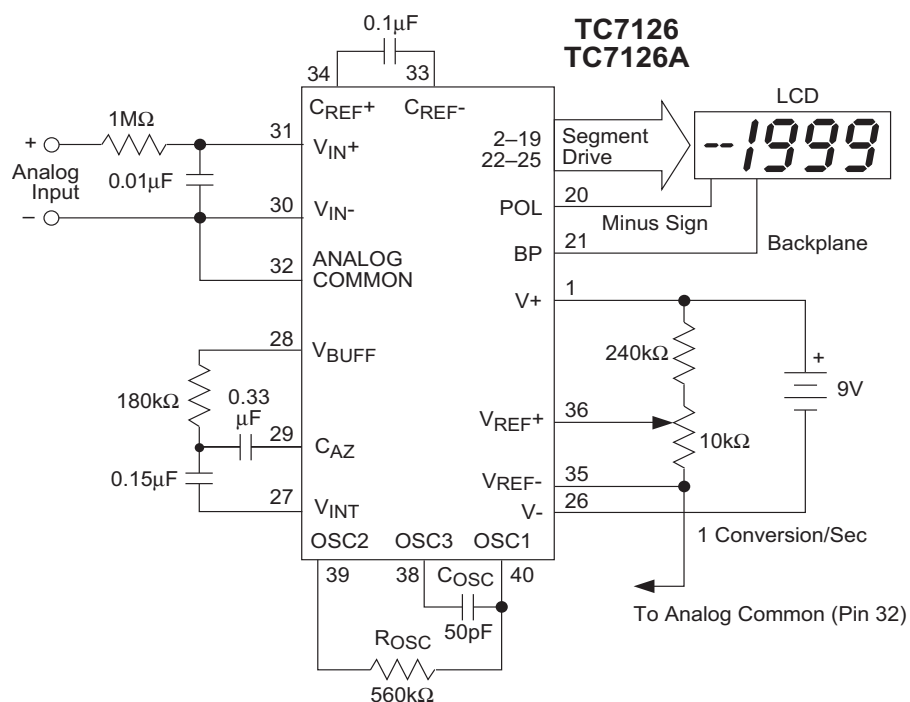 TC7126
TC7126A
0.1µF
34
33
CREF+
CREF-
LCD
--1999
1MΩ
31
VIN+
2–19
22–25
Segment
Drive
+
Analog
Input
–
0.01µF
30
VIN-
POL
20
Minus Sign
BP
21
Backplane
32
ANALOG
COMMON
V+
1
28
VBUFF
240kΩ
+
9V
180kΩ
0.33
µF
VREF+
36
10kΩ
29
CAZ
0.15µF
VREF-
35
27
VINT
V-
26
1 Conversion/Sec
OSC2
OSC3
OSC1
39
38
COSC
40
50pF
To Analog Common (Pin 32)
ROSC
560kΩ